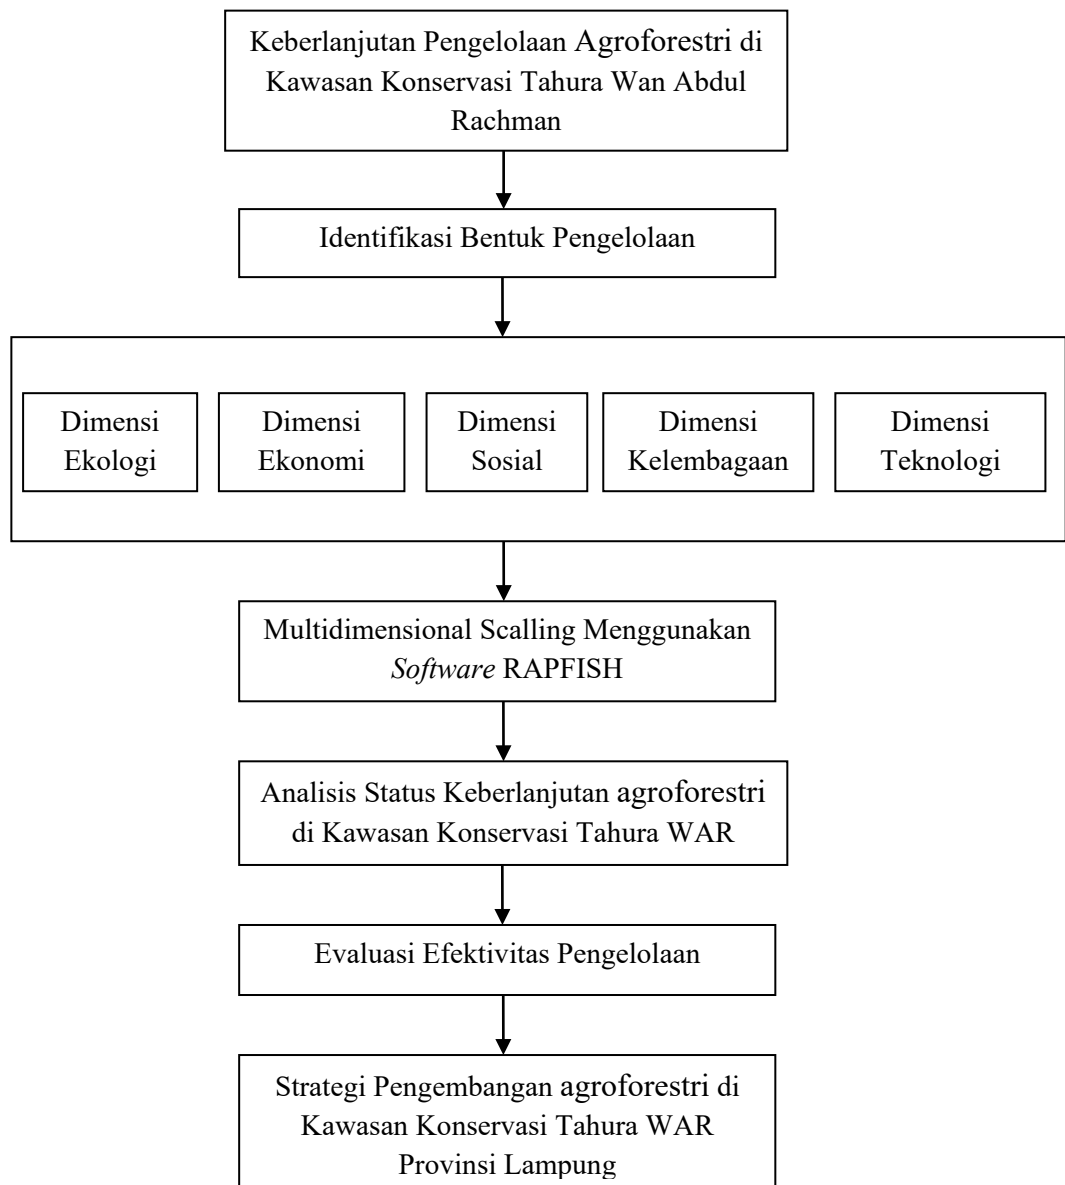 Keberlanjutan Pengelolaan Agroforestri di
Kawasan Konservasi Tahura Wan Abdul
Rachman
Identifikasi Bentuk Pengelolaan
Dimensi
Ekologi
Dimensi
Ekonomi
Dimensi
Sosial
Dimensi
Kelembagaan
Dimensi
Teknologi
Multidimensional Scalling Menggunakan
Software RAPFISH
Analisis Status Keberlanjutan agroforestri
di Kawasan Konservasi Tahura WAR
Evaluasi Efektivitas Pengelolaan
Strategi Pengembangan agroforestri di
Kawasan Konservasi Tahura WAR
Provinsi Lampung